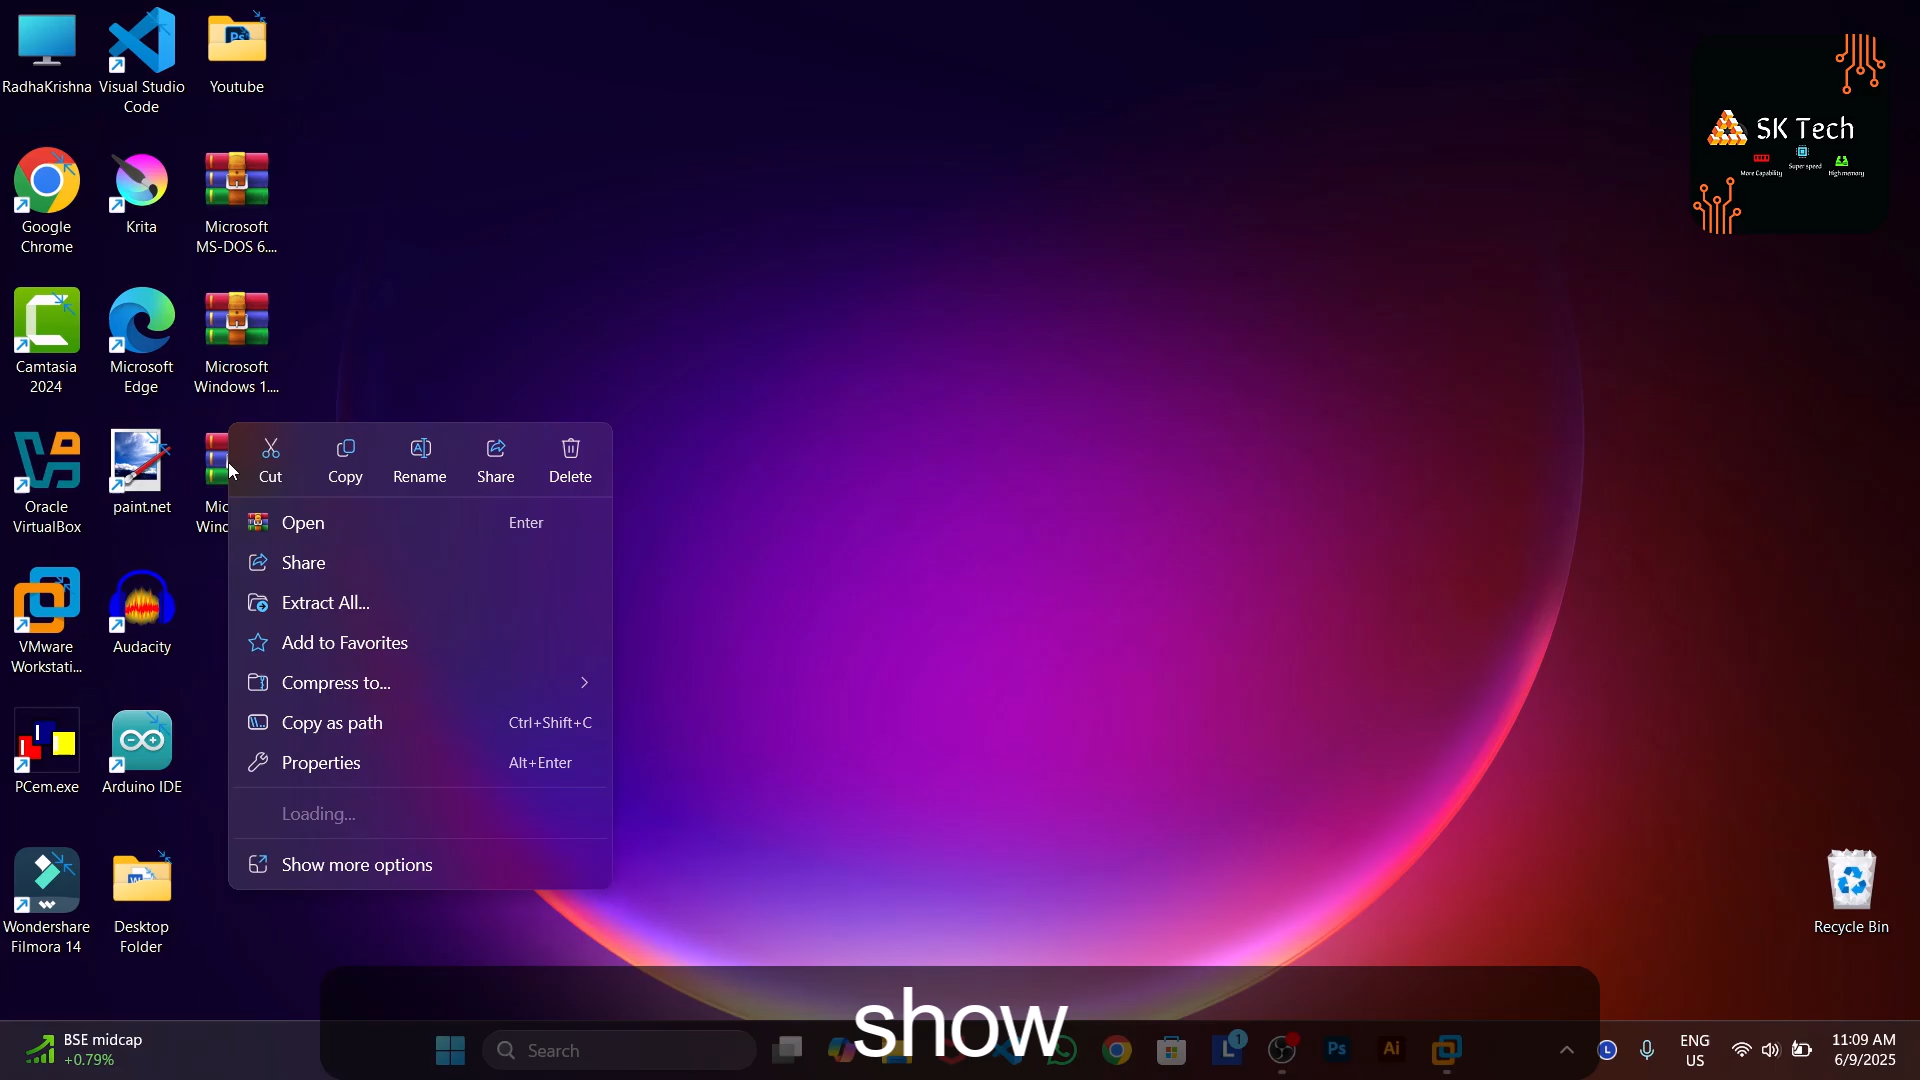 RadhaKrishna
Visual Studio
Code
Youtube
Google
Chrome
Krita
Microsoft
MS-DOS 6....
Camtasia
2024
Microsoft
Edge
Microsoft
Windows 1....
Oracle
VirtualBox
paint.net
Mic
Wind
VMware
Workstati...
Audacity
PCem.exe
Arduino IDE
Wondershare
Filmora 14
Desktop
Folder
Cut
Copy
Rename
Share
Delete
Open Enter
Share
Extract All...
Add to Favorites
Compress to...
Copy as path Ctrl+Shift+C
Properties Alt+Enter
Loading...
Show more options
SK Tech
More Capability
Super speed
High memory
Recycle Bin
show
BSE midcap
+0.79%
Search
1
Ps
Ai
ENG
US
11:09 AM
6/9/2025